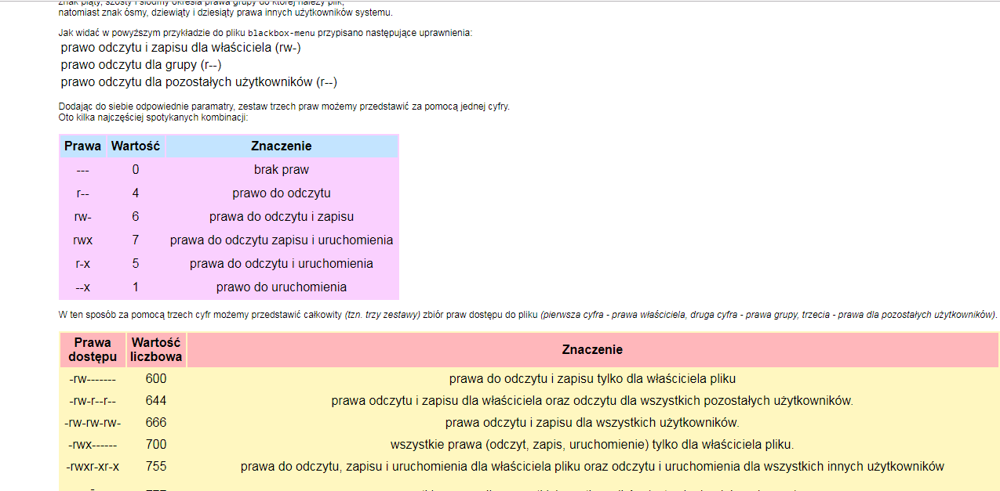 znak piąty, szósty i siódmy określa prawa grupy do której należy plik,
natomiast znak ósmy, dziewiąty i dziesiąty prawa innych użytkowników systemu.
Jak widać w powyższym przykładzie do pliku blackbox-menu przypisano następujące uprawnienia:
prawo odczytu i zapisu dla właściciela (rw-)
prawo odczytu dla grupy (r--)
prawo odczytu dla pozostałych użytkowników (r--)
Dodając do siebie odpowiednie paramatry, zestaw trzech praw możemy przedstawić za pomocą jednej cyfry.
Oto kilka najczęściej spotykanych kombinacji:
Prawa Wartość Znaczenie
--- 0 brak praw
r-- 4 prawo do odczytu
rw- 6 prawa do odczytu i zapisu
rwx 7 prawa do odczytu zapisu i uruchomienia
r-x 5 prawa do odczytu i uruchomienia
--x 1 prawo do uruchomienia
W ten sposób za pomocą trzech cyfr możemy przedstawić całkowity (tzn. trzy zestawy) zbiór praw dostępu do pliku (pierwsza cyfra - prawa właściciela, druga cyfra - prawa grupy, trzecia - prawa dla pozostałych użytkowników).
Prawa dostępu Wartość liczbowa Znaczenie
-rw------- 600 prawa do odczytu i zapisu tylko dla właściciela pliku
-rw-r--r-- 644 prawa odczytu i zapisu dla właściciela oraz odczytu dla wszystkich pozostałych użytkowników.
-rw-rw-rw- 666 prawa odczytu i zapisu dla wszystkich użytkowników.
-rwx------ 700 wszystkie prawa (odczyt, zapis, uruchomienie) tylko dla właściciela pliku.
-rwxr-xr-x 755 prawa do odczytu, zapisu i uruchomienia dla właściciela pliku oraz odczytu i uruchomienia dla wszystkich innych użytkowników